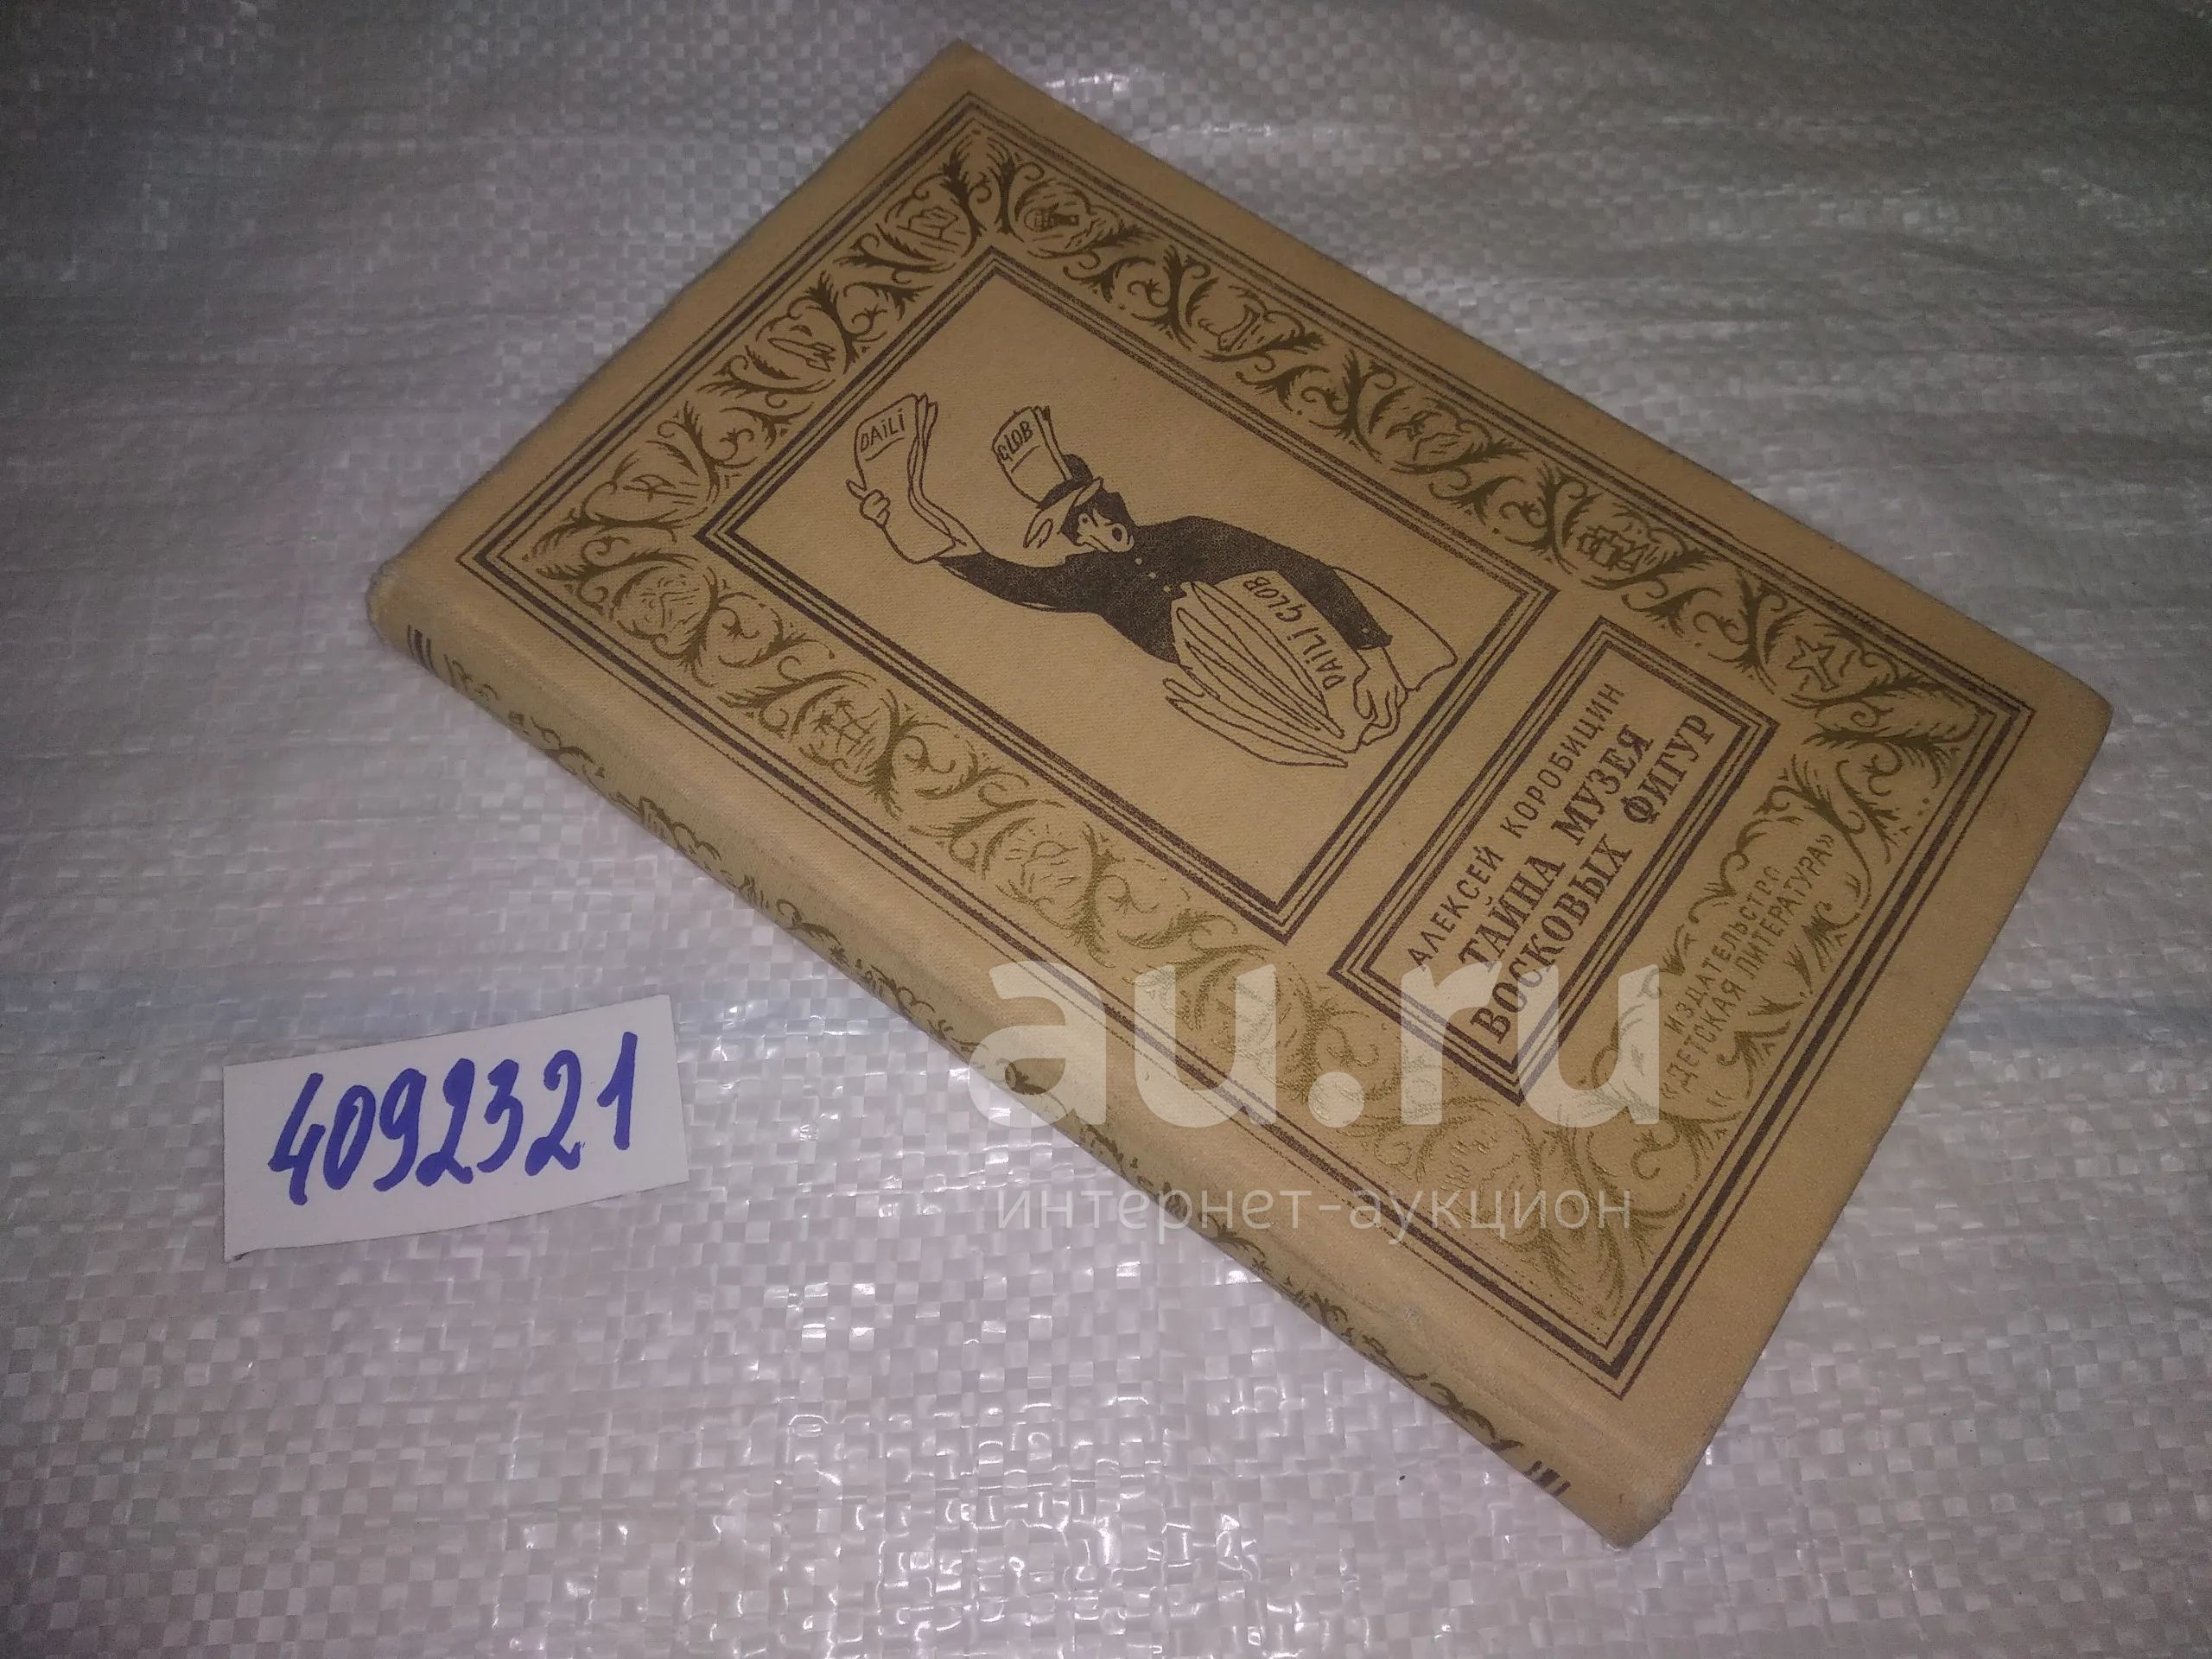 DAiLi
GLOB
DAiLi GLOB
АЛЕКСЕЙ КОРОБИЦИН
ТАЙНА МУЗЕЯ
ВОСКОВЫХ ФИГУР
ИЗДАТЕЛЬСТВО
«ДЕТСКАЯ ЛИТЕРАТУРА»
4092321
au.ru
интернет-аукцион